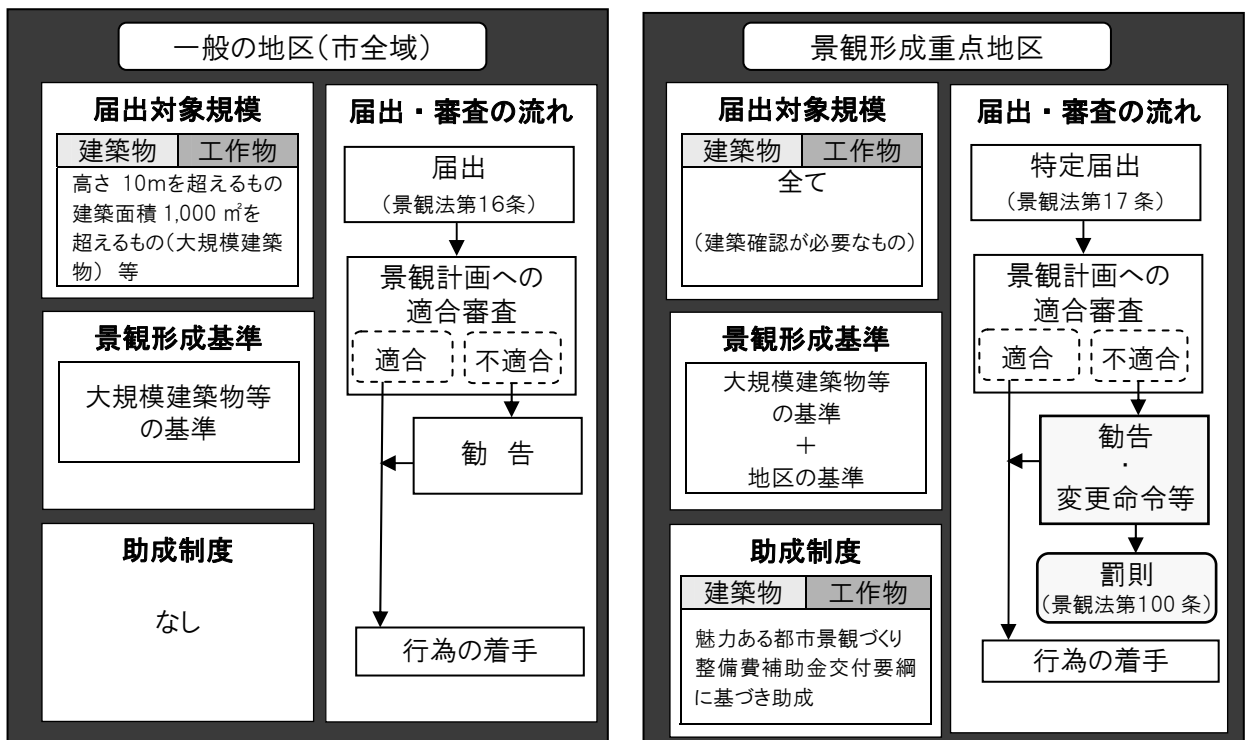 一般の地区(市全域)
届出対象規模
建築物
工作物
高さ 10mを超えるもの
建築面積 1,000 ㎡を
超えるもの(大規模建築
物) 等
景観形成基準
大規模建築物等
の基準
助成制度
なし
届出・審査の流れ
届出
(景観法第16条)
景観計画への
適合審査
適合
不適合
勧 告
行為の着手
景観形成重点地区
届出対象規模
建築物
工作物
全て
(建築確認が必要なもの)
景観形成基準
大規模建築物等
の基準
+
地区の基準
助成制度
建築物
工作物
魅力ある都市景観づくり
整備費補助金交付要綱
に基づき助成
届出・審査の流れ
特定届出
(景観法第17 条)
景観計画への
適合審査
適合
不適合
勧告
・
変更命令等
罰則
(景観法第100 条)
行為の着手